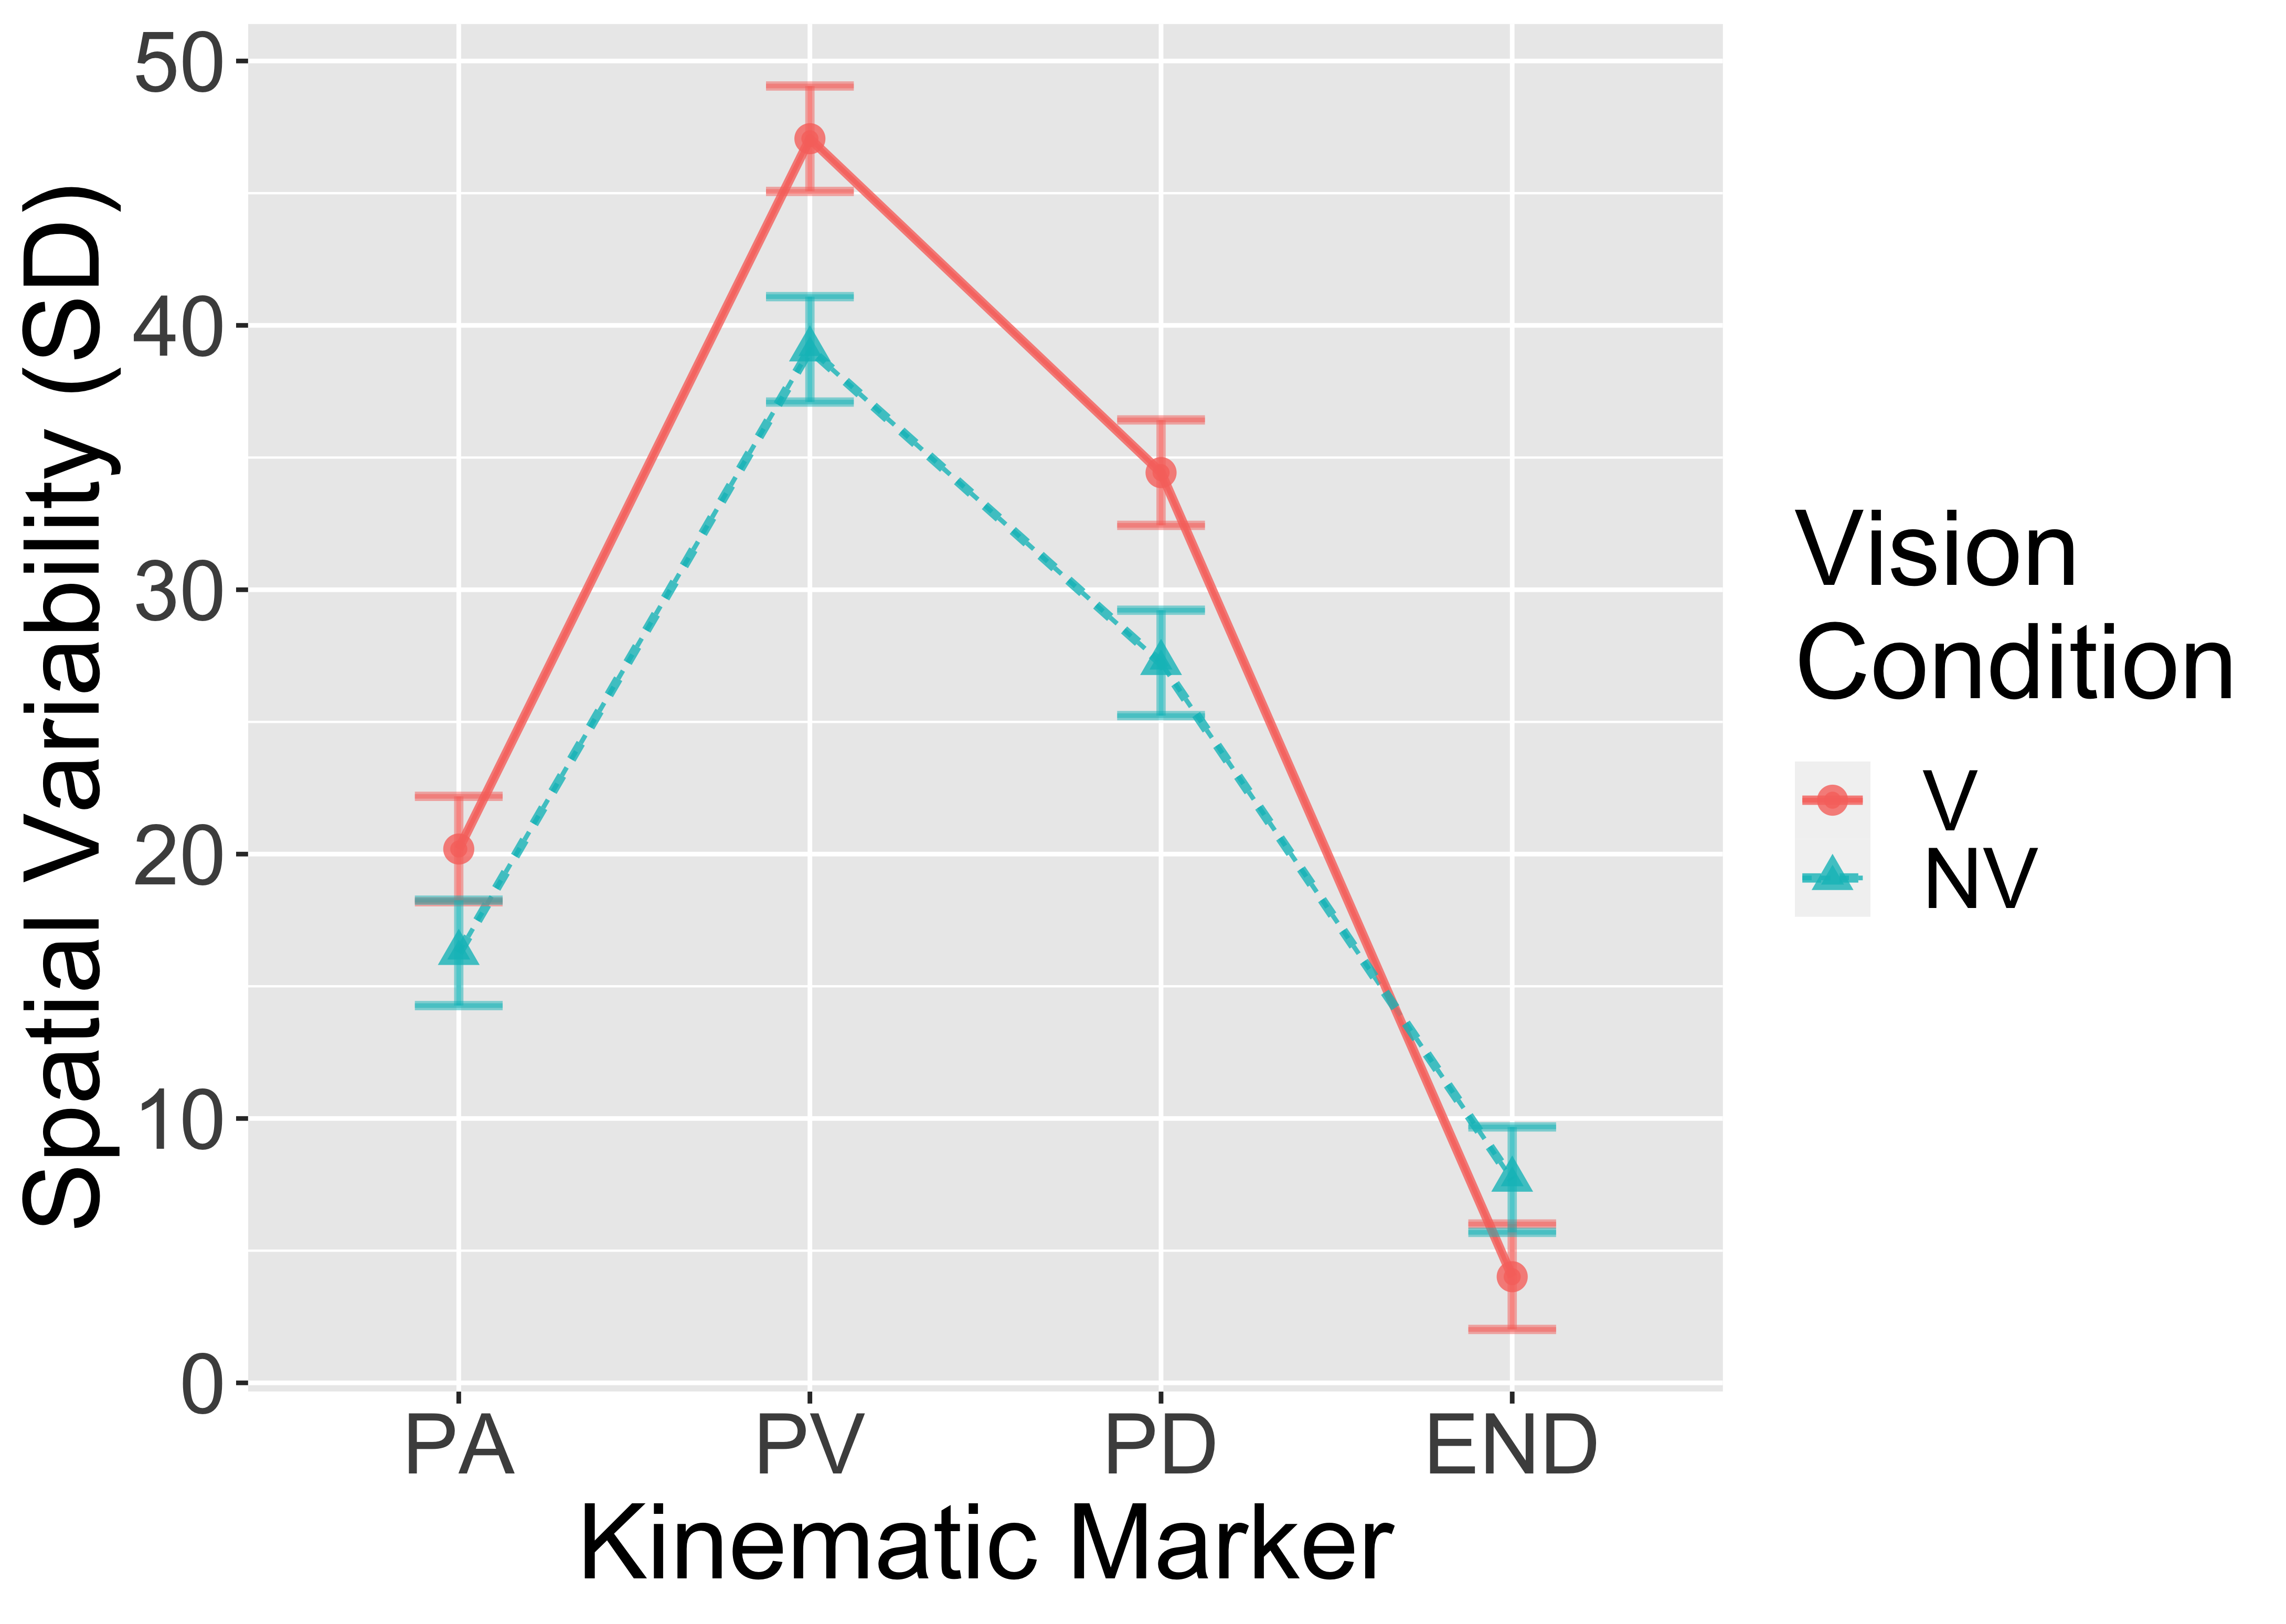 Spatial Variability (SD)
50
40
30
20
10
0
PA PV PD END
Kinematic Marker
Vision
Condition
V
NV